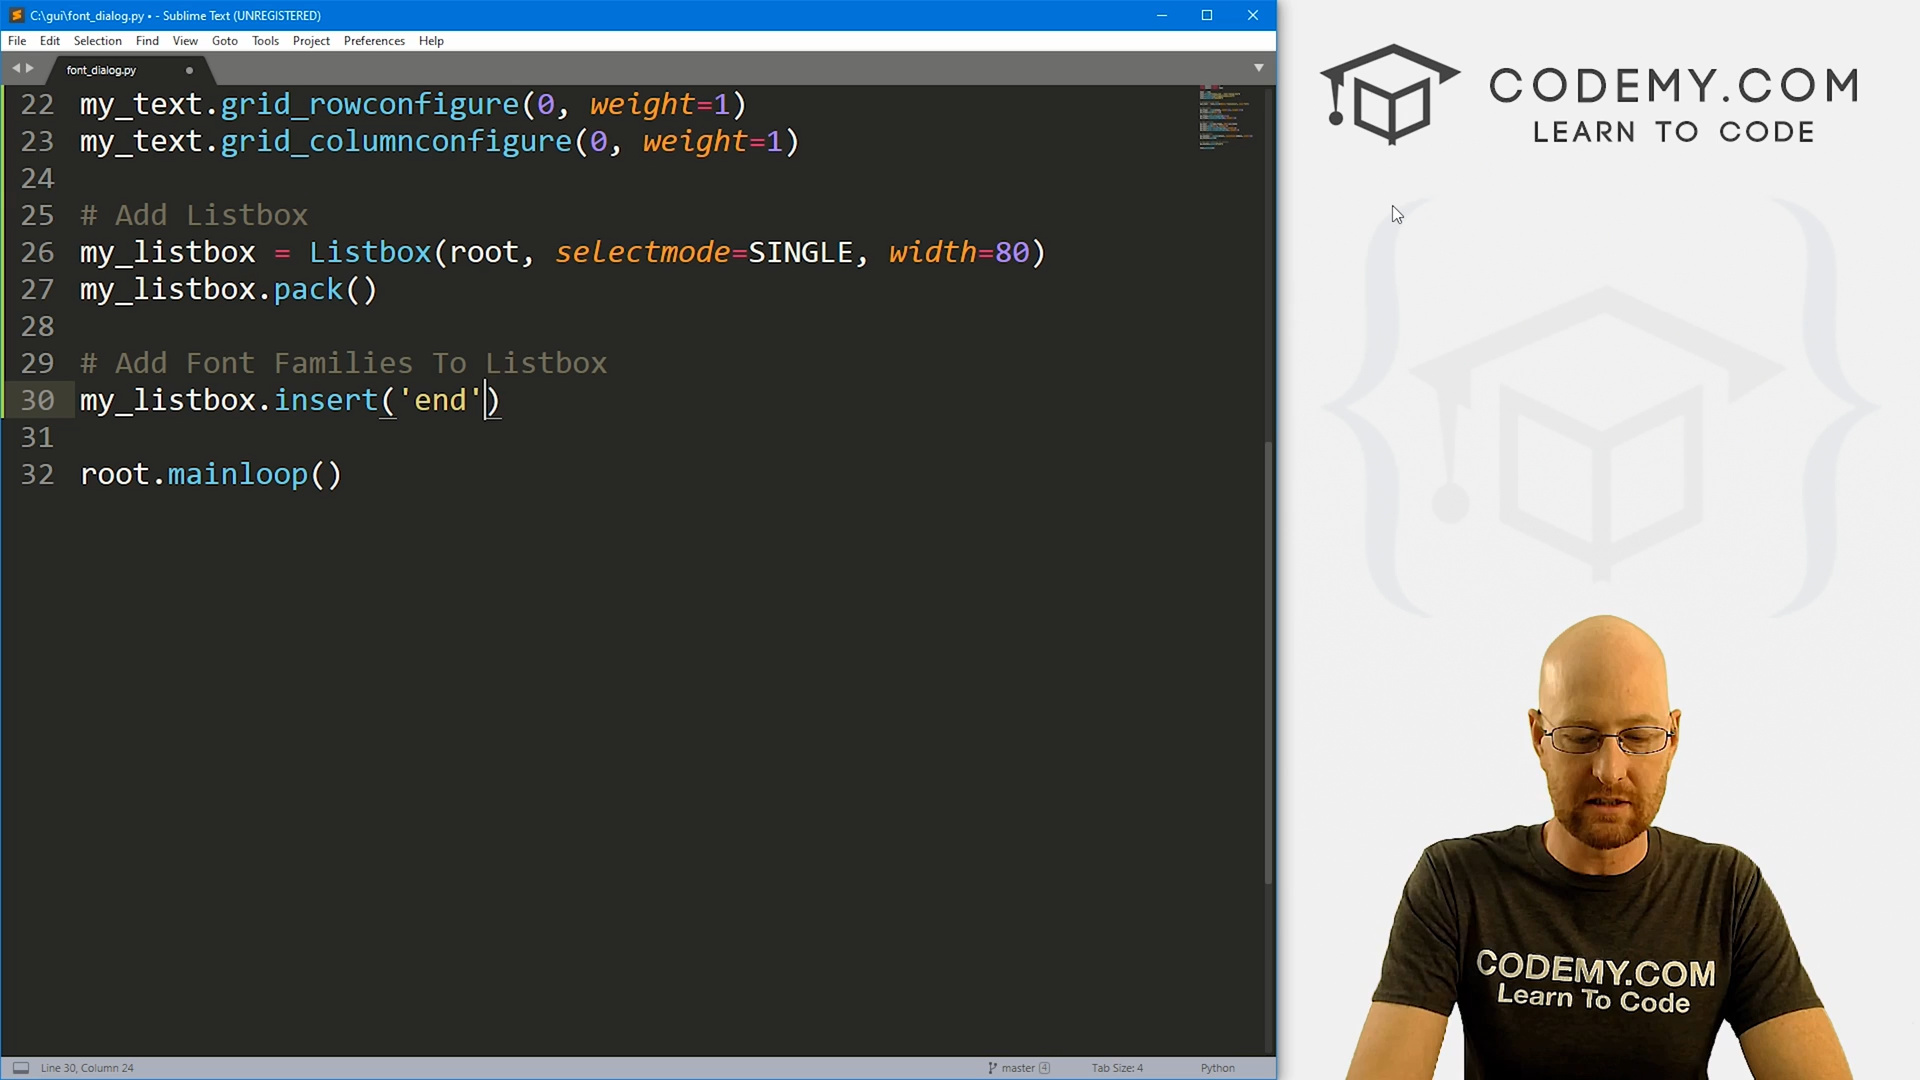 C:\gui\font_dialog.py • - Sublime Text (UNREGISTERED)
File Edit Selection Find View Goto Tools Project Preferences Help
font_dialog.py
22 my_text.grid_rowconfigure(0, weight=1)
23 my_text.grid_columnconfigure(0, weight=1)
24
25 # Add Listbox
26 my_listbox = Listbox(root, selectmode=SINGLE, width=80)
27 my_listbox.pack()
28
29 # Add Font Families To Listbox
30 my_listbox.insert('end')
31
32 root.mainloop()
Line 30, Column 24
master 4
Tab Size: 4
Python
CODEMY.COM
LEARN TO CODE
CODEMY.COM
Learn To Code